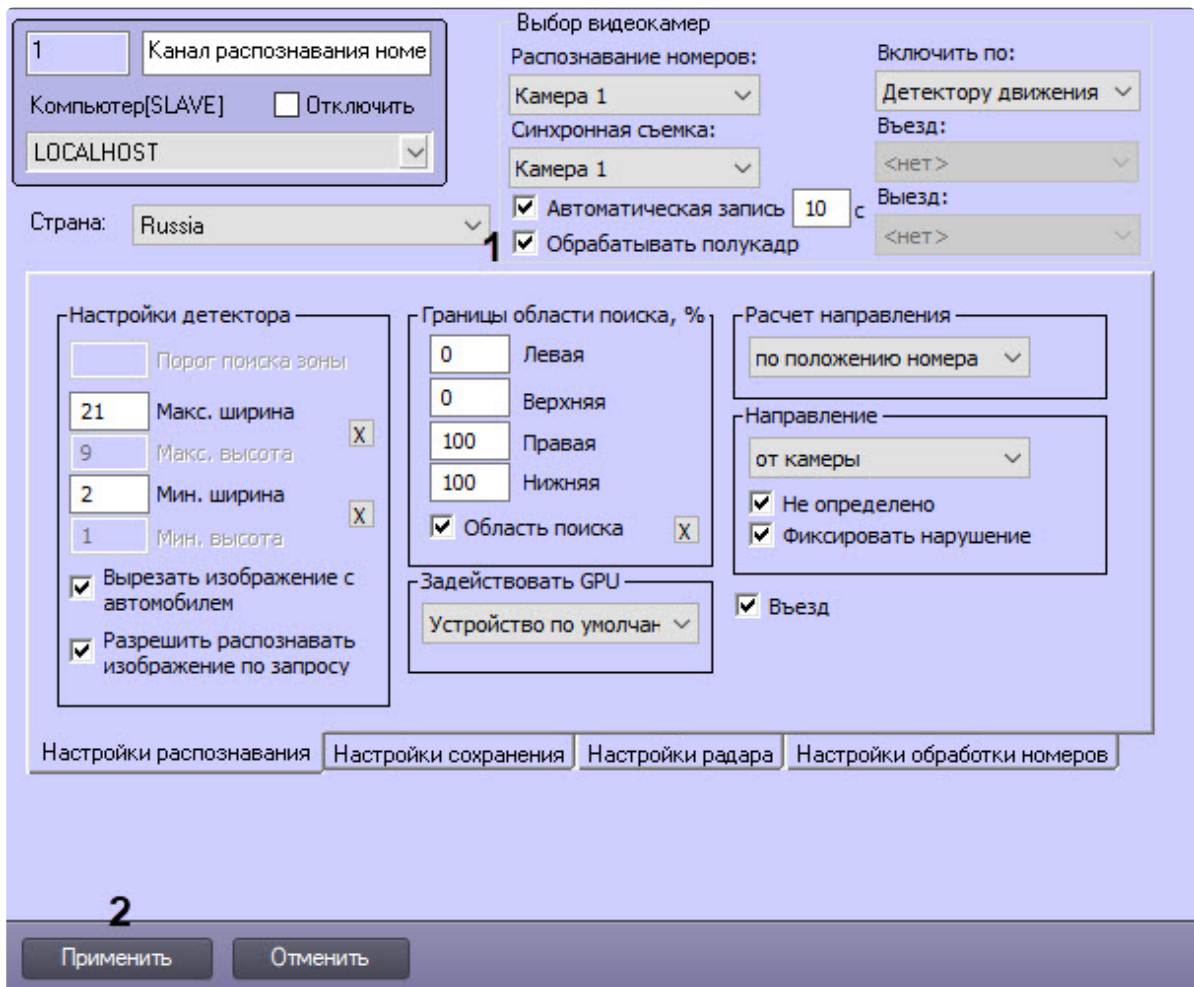 1
Канал распознавания номе
Компьютер[SLAVE]
Отключить
LOCALHOST
Страна:
Russia
Выбор видеокамер
Распознавание номеров:
Камера 1
Синхронная съемка:
Камера 1
Автоматическая запись 10 с
1 Обрабатывать полукадр
Включить по:
Детектору движения
Въезд:
<нет>
Выезд:
<нет>
Настройки детектора
Порог поиска зоны
21 Макс. ширина
9 Макс. высота
X
2 Мин. ширина
1 Мин. высота
X
Вырезать изображение с
автомобилем
Разрешить распознавать
изображение по запросу
Границы области поиска, %
0 Левая
0 Верхняя
100 Правая
100 Нижняя
Область поиска X
Задействовать GPU
Устройство по умолчан
Расчет направления
по положению номера
Направление
от камеры
Не определено
Фиксировать нарушение
Въезд
Настройки распознавания
Настройки сохранения
Настройки радара
Настройки обработки номеров
2
Применить
Отменить